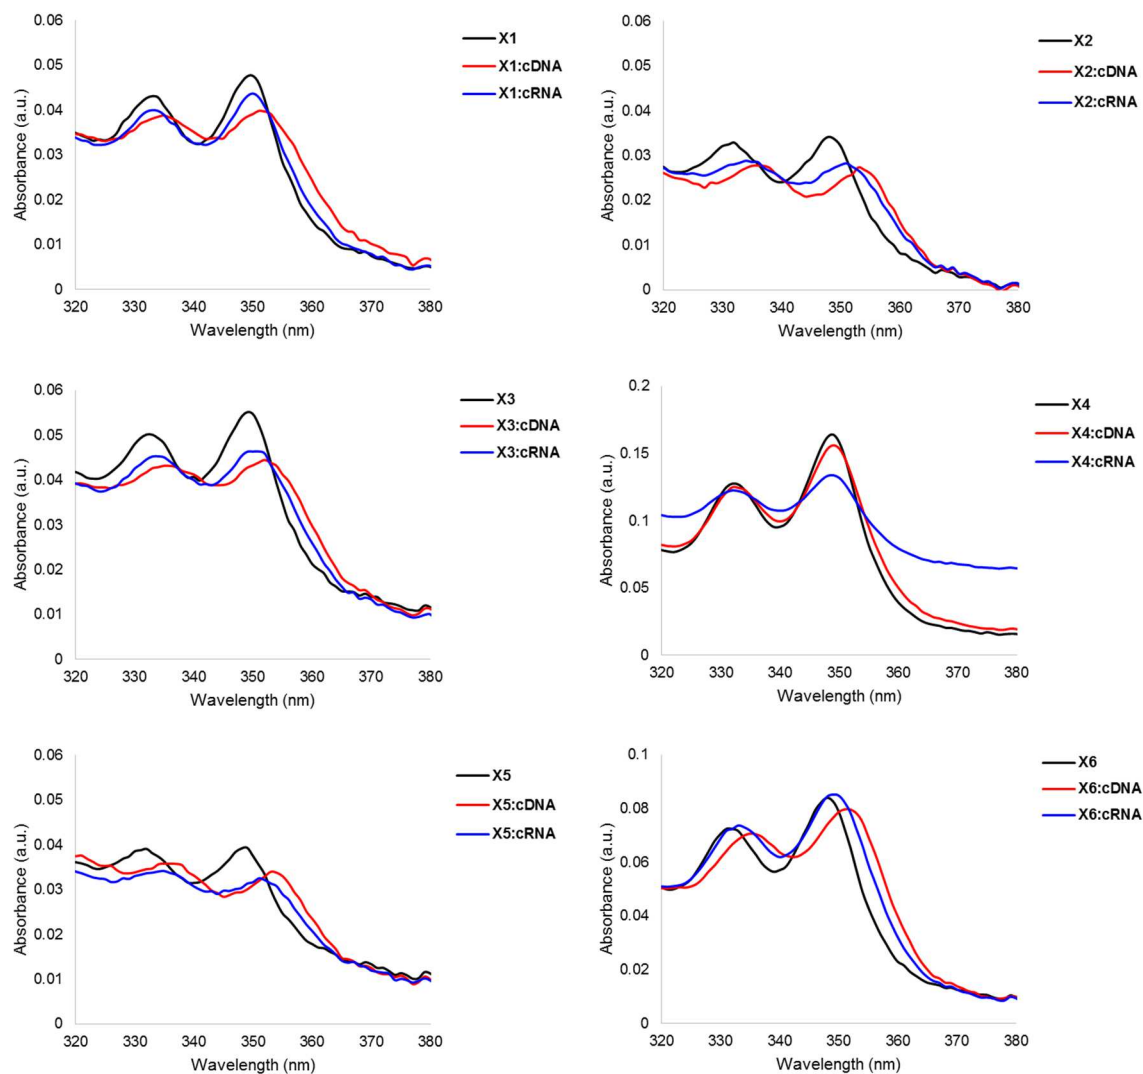 0.06
0.05
0.04
0.03
0.02
0.01
0
Absorbance (a.u.)
320 330 340 350 360 370 380
Wavelength (nm)
X1
X1:cDNA
X1:cRNA
0.06
0.05
0.04
0.03
0.02
0.01
0
Absorbance (a.u.)
320 330 340 350 360 370 380
Wavelength (nm)
X2
X2:cDNA
X2:cRNA
0.06
0.05
0.04
0.03
0.02
0.01
0
Absorbance (a.u.)
320 330 340 350 360 370 380
Wavelength (nm)
X3
X3:cDNA
X3:cRNA
0.2
0.15
0.1
0.05
0
Absorbance (a.u.)
320 330 340 350 360 370 380
Wavelength (nm)
X4
X4:cDNA
X4:cRNA
0.06
0.05
0.04
0.03
0.02
0.01
0
Absorbance (a.u.)
320 330 340 350 360 370 380
Wavelength (nm)
X5
X5:cDNA
X5:cRNA
0.1
0.08
0.06
0.04
0.02
0
Absorbance (a.u.)
320 330 340 350 360 370 380
Wavelength (nm)
X6
X6:cDNA
X6:cRNA